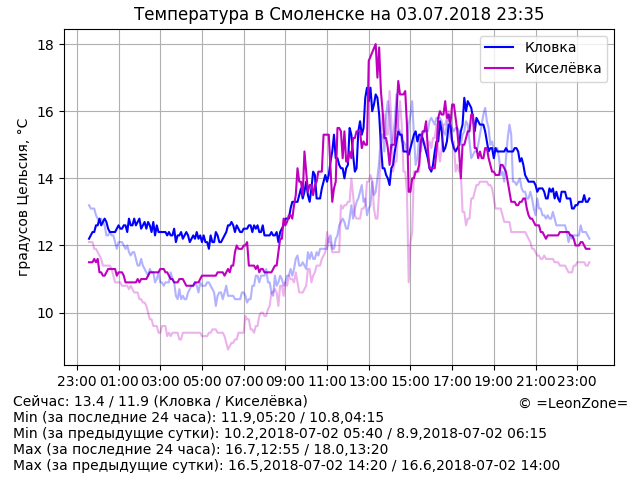 Температура в Смоленске на 03.07.2018 23:35
Кловка
Киселёвка
градусов Цельсия, °C
18
16
14
12
10
23:00 01:00 03:00 05:00 07:00 09:00 11:00 13:00 15:00 17:00 19:00 21:00 23:00
Сейчас: 13.4 / 11.9 (Кловка / Киселёвка)
© =LeonZone=
Min (за последние 24 часа): 11.9,05:20 / 10.8,04:15
Min (за предыдущие сутки): 10.2,2018-07-02 05:40 / 8.9,2018-07-02 06:15
Max (за последние 24 часа): 16.7,12:55 / 18.0,13:20
Max (за предыдущие сутки): 16.5,2018-07-02 14:20 / 16.6,2018-07-02 14:00